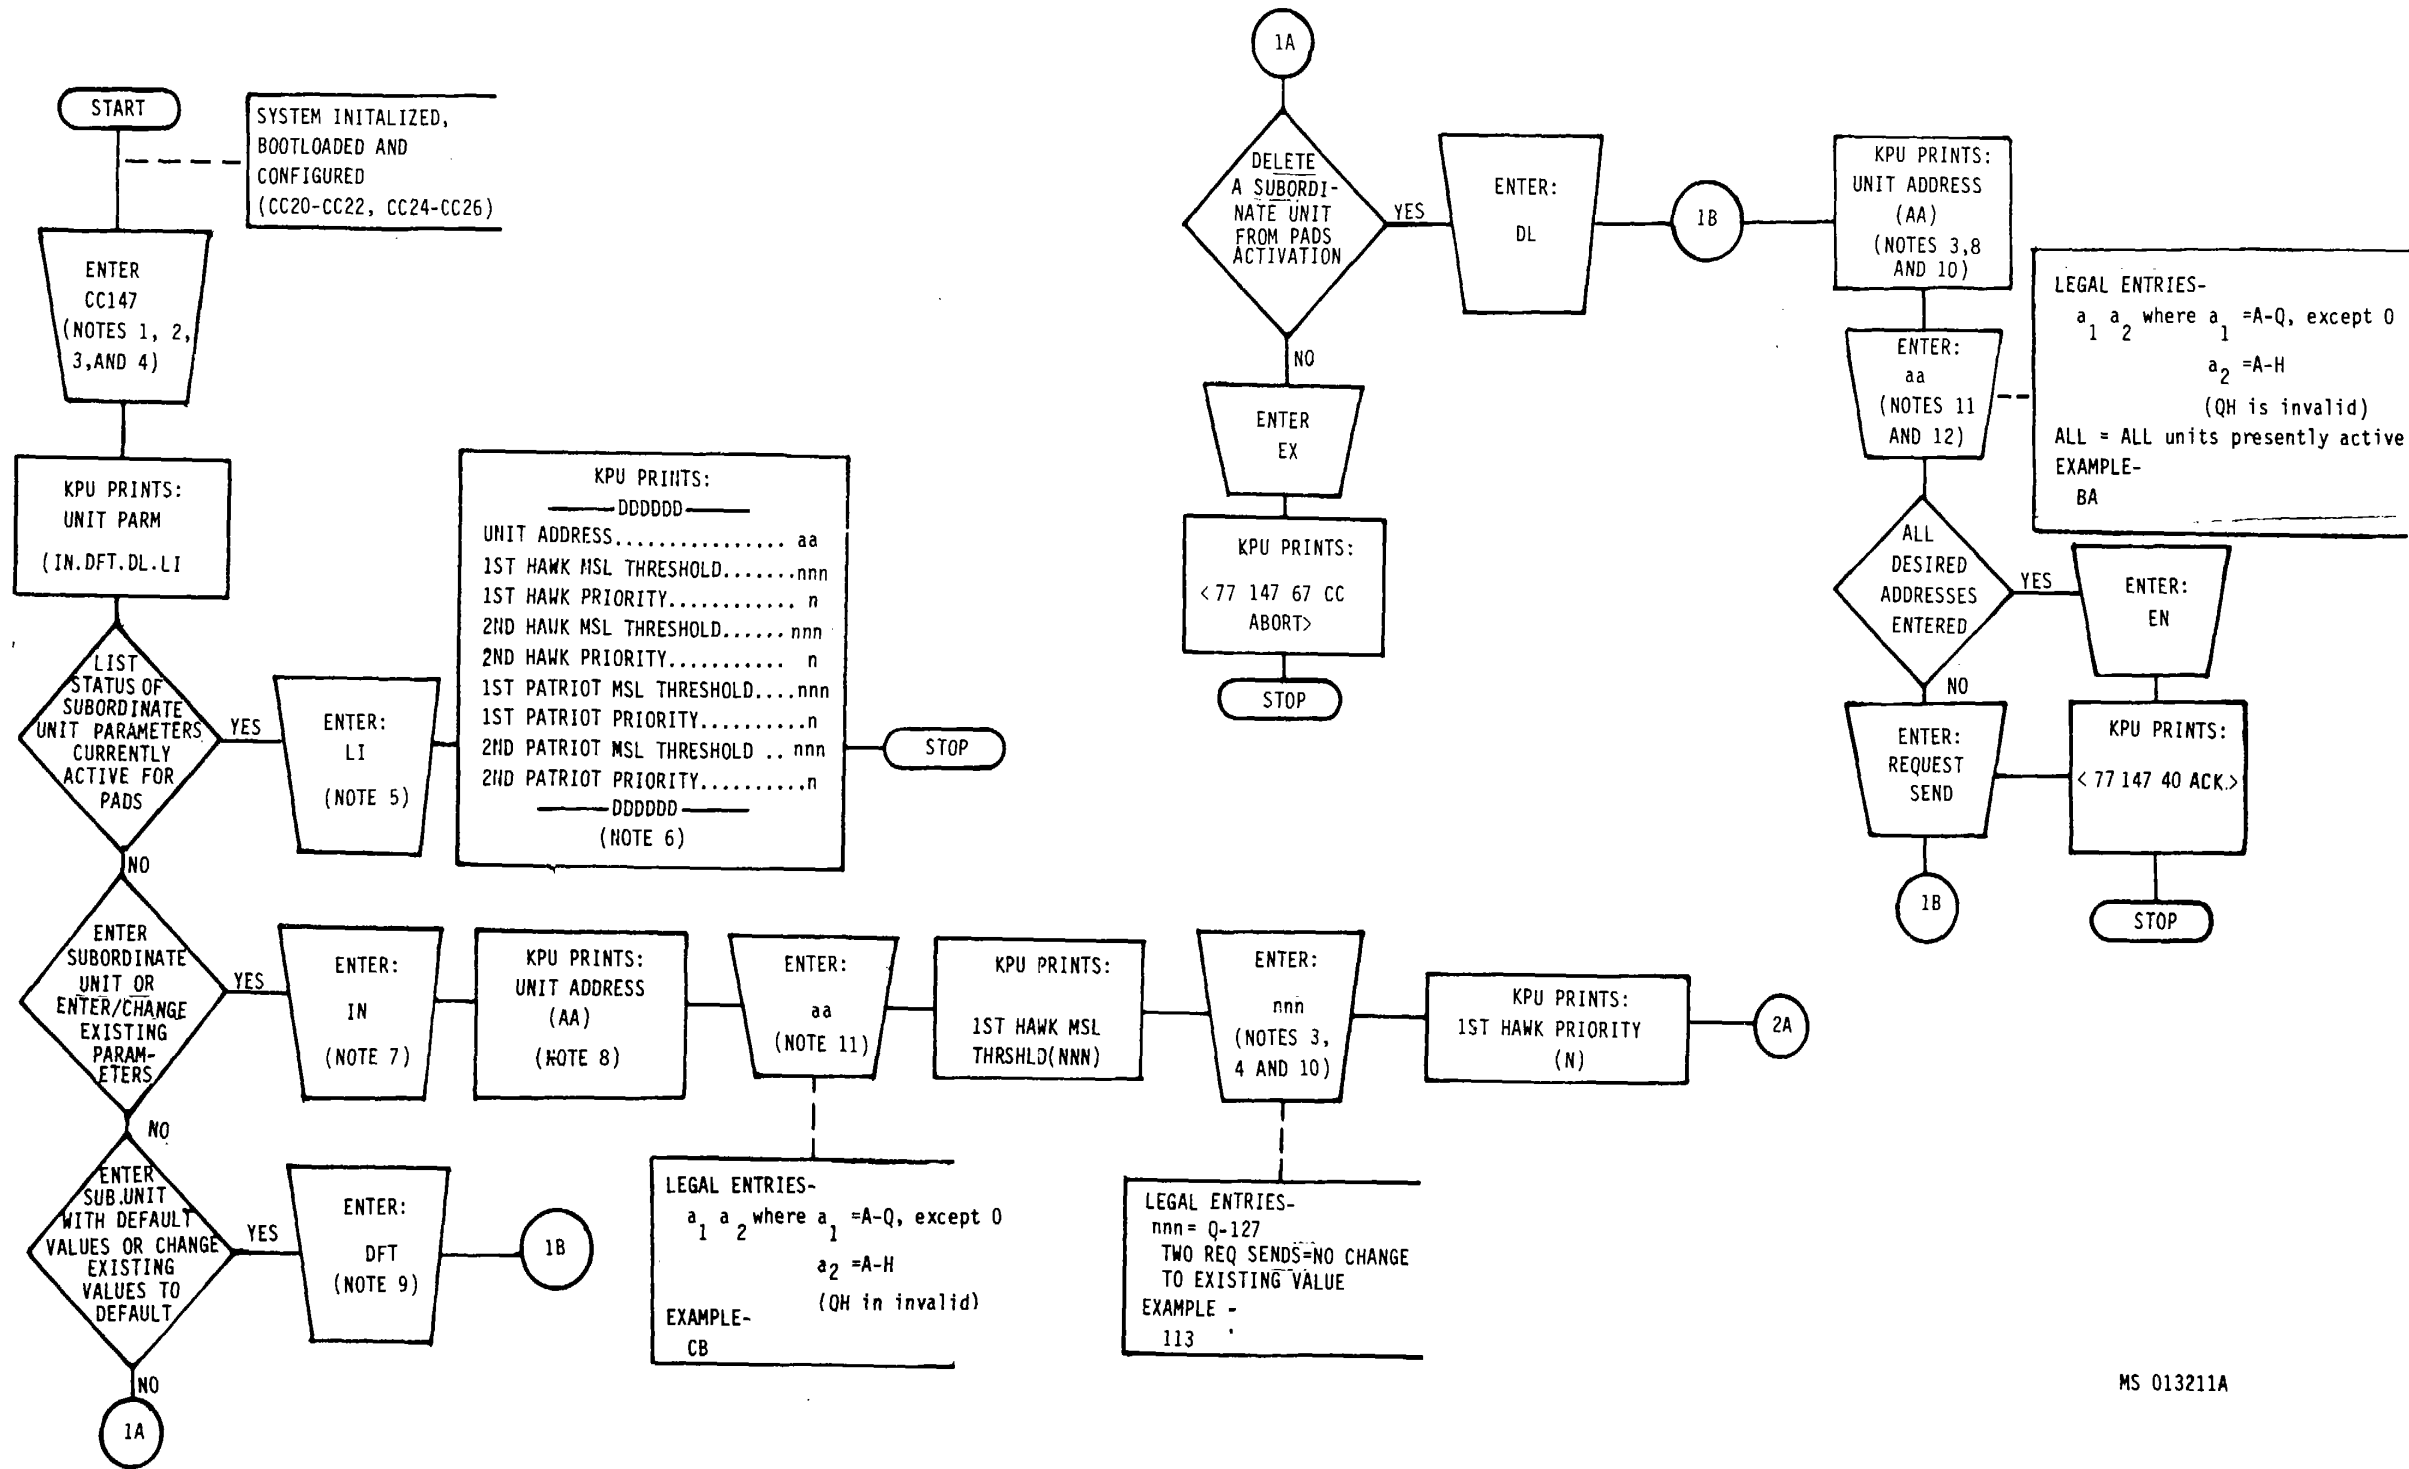 START
SYSTEM INITALIZED,
BOOTLOADED AND
CONFIGURED
(CC20-CC22, CC24-CC26)
ENTER
CC147
(NOTES 1, 2,
3,AND 4)
KPU PRINTS:
UNIT PARM
(IN.DFT.DL.LI
LIST
STATUS OF
SUBORDINATE
UNIT PARAMETERS
CURRENTLY
ACTIVE FOR
PADS
YES
NO
ENTER:
LI
(NOTE 5)
KPU PRINTS:
DDDDDD
UNIT ADDRESS................ aa
1ST HAWK MSL THRESHOLD.......nnn
1ST HAWK PRIORITY............ n
2ND HAWK MSL THRESHOLD...... nnn
2ND HAWK PRIORITY........... n
1ST PATRIOT MSL THRESHOLD....nnn
1ST PATRIOT PRIORITY..........n
2ND PATRIOT MSL THRESHOLD .. nnn
2ND PATRIOT PRIORITY..........n
DDDDDD
(NOTE 6)
STOP
ENTER
SUBORDINATE
UNIT OR
ENTER/CHANGE
EXISTING
PARAM-
ETERS
YES
NO
ENTER:
IN
(NOTE 7)
KPU PRINTS:
UNIT ADDRESS
(AA)
(NOTE 8)
ENTER:
aa
(NOTE 11)
LEGAL ENTRIES-
a1 a2 where a1 =A-Q, except O
a2 =A-H
(QH in invalid)
EXAMPLE-
CB
KPU PRINTS:
1ST HAWK MSL
THRSHLD(NNN)
ENTER:
nnn
(NOTES 3,
4 AND 10)
LEGAL ENTRIES-
nnn= Q-127
TWO REQ SENDS=NO CHANGE
TO EXISTING VALUE
EXAMPLE -
113
KPU PRINTS:
1ST HAWK PRIORITY
(N)
2A
ENTER
SUB.UNIT
WITH DEFAULT
VALUES OR CHANGE
EXISTING
VALUES TO
DEFAULT
YES
NO
ENTER:
DFT
(NOTE 9)
1B
1A
1A
DELETE
A SUBORDI-
NATE UNIT
FROM PADS
ACTIVATION
YES
NO
ENTER:
DL
1B
ENTER
EX
KPU PRINTS:
<77 147 67 CC
ABORT>
STOP
KPU PRINTS:
UNIT ADDRESS
(AA)
(NOTES 3,8
AND 10)
ENTER:
aa
(NOTES 11
AND 12)
LEGAL ENTRIES-
a1 a2 where a1 =A-Q, except O
a2 =A-H
(QH is invalid)
ALL = ALL units presently active
EXAMPLE-
BA
ALL
DESIRED
ADDRESSES
ENTERED
YES
NO
ENTER:
EN
ENTER:
REQUEST
SEND
KPU PRINTS:
<77 147 40 ACK.>
1B
STOP
MS 013211A